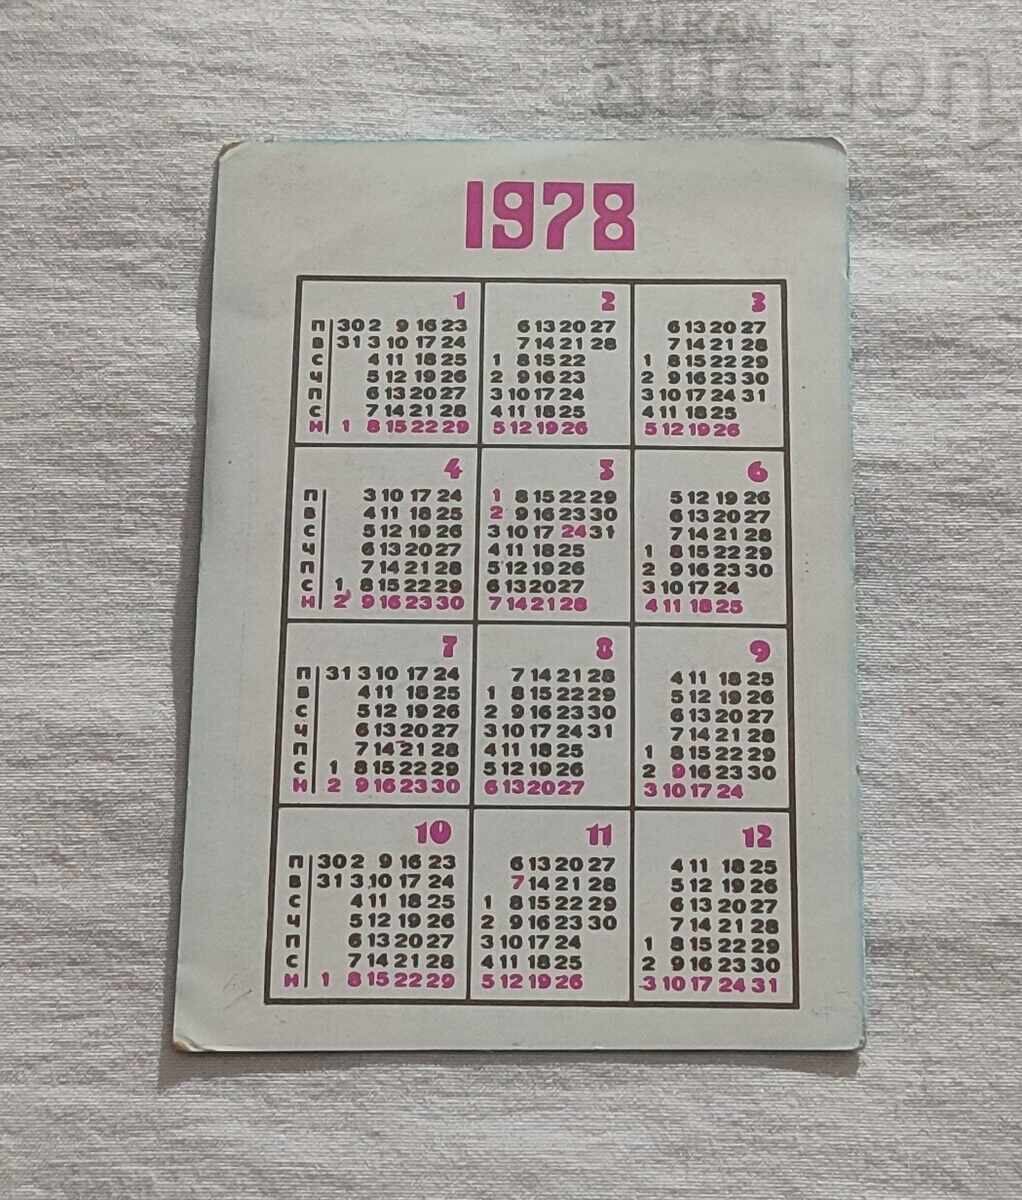 BALKAN
auction
1978
1 2 3
П 30 2 9 16 23 6 13 20 27 6 13 20 27
В 31 3 10 17 24 7 14 21 28 7 14 21 28
С 4 11 18 25 1 8 15 22 1 8 15 22 29
Ч 5 12 19 26 2 9 16 23 2 9 16 23 30
П 6 13 20 27 3 10 17 24 3 10 17 24 31
С 7 14 21 28 4 11 18 25 4 11 18 25
Н 1 8 15 22 29 5 12 19 26 5 12 19 26
4 5 6
П 3 10 17 24 1 8 15 22 29 5 12 19 26
В 4 11 18 25 2 9 16 23 30 6 13 20 27
С 5 12 19 26 3 10 17 24 31 7 14 21 28
Ч 6 13 20 27 4 11 18 25 1 8 15 22 29
П 7 14 21 28 5 12 19 26 2 9 16 23 30
С 1 8 15 22 29 6 13 20 27 3 10 17 24
Н 2 9 16 23 30 7 14 21 28 4 11 18 25
7 8 9
П 31 3 10 17 24 7 14 21 28 4 11 18 25
В 4 11 18 25 1 8 15 22 29 5 12 19 26
С 5 12 19 26 2 9 16 23 30 6 13 20 27
Ч 6 13 20 27 3 10 17 24 31 7 14 21 28
П 7 14 21 28 4 11 18 25 1 8 15 22 29
С 1 8 15 22 29 5 12 19 26 2 9 16 23 30
Н 2 9 16 23 30 6 13 20 27 3 10 17 24
10 11 12
П 30 2 9 16 23 6 13 20 27 4 11 18 25
В 31 3 10 17 24 7 14 21 28 5 12 19 26
С 4 11 18 25 1 8 15 22 29 6 13 20 27
Ч 5 12 19 26 2 9 16 23 30 7 14 21 28
П 6 13 20 27 3 10 17 24 1 8 15 22 29
С 7 14 21 28 4 11 18 25 2 9 16 23 30
Н 1 8 15 22 29 5 12 19 26 3 10 17 24 31